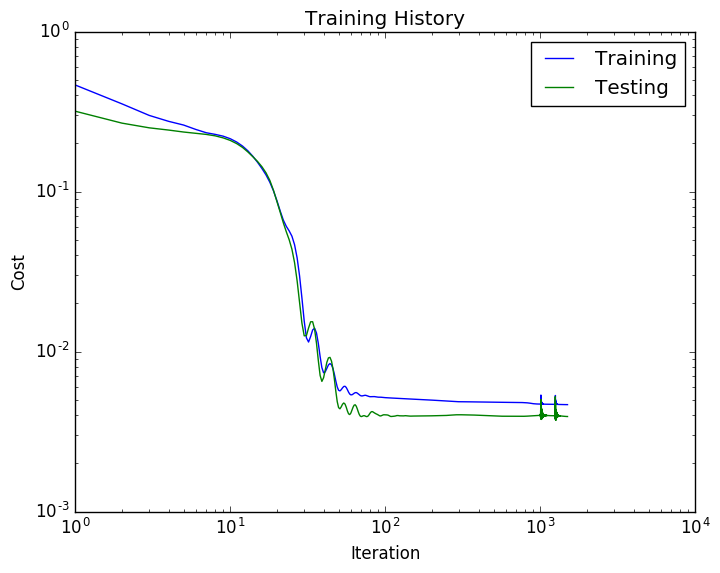 Training History
10^0
Training
Testing
10^-1
Cost
10^-2
10^-3
10^0 10^1 10^2 10^3 10^4
Iteration